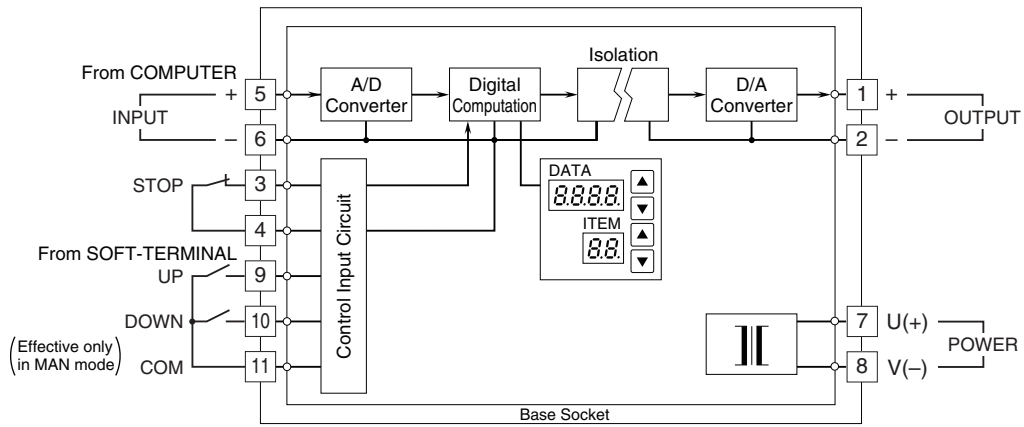 Isolation
From COMPUTER
+ 5
A/D
Converter
Digital
Computation
D/A
Converter
1 +
INPUT
OUTPUT
– 6
2 –
STOP
3
DATA
8.8.8.8.
4
ITEM
8.8.
From SOFT-TERMINAL
UP
9
Control Input Circuit
DOWN
10
7 U(+)
POWER
(Effective only
in MAN mode)
COM
11
8 V(–)
Base Socket